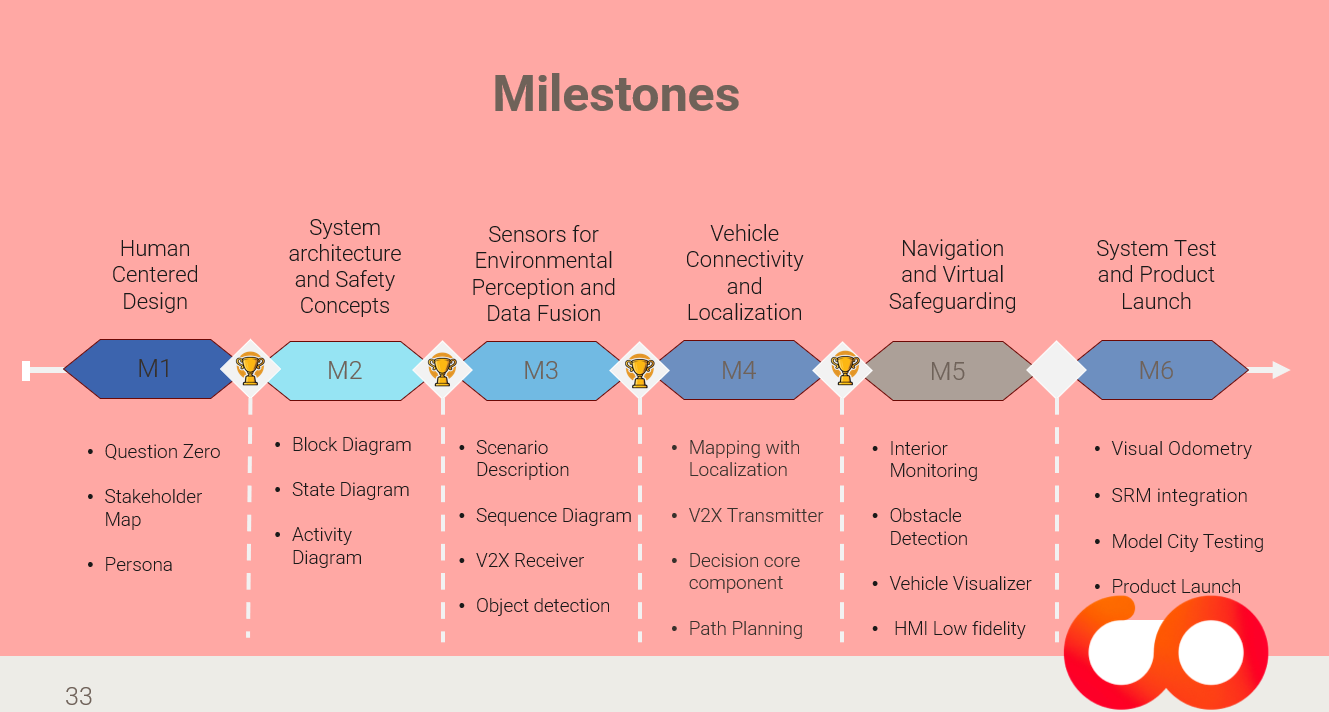 Milestones
Human
Centered
Design
System
architecture
and Safety
Concepts
Sensors for
Environmental
Perception and
Data Fusion
Vehicle
Connectivity
and
Localization
Navigation
and Virtual
Safeguarding
System Test
and Product
Launch
M1
M2
M3
M4
M5
M6
• Question Zero
• Stakeholder
Map
• Persona
• Block Diagram
• State Diagram
• Activity
Diagram
• Scenario
Description
• Sequence Diagram
• V2X Receiver
• Object detection
• Mapping with
Localization
• V2X Transmitter
• Decision core
component
• Path Planning
• Interior
Monitoring
• Obstacle
Detection
• Vehicle Visualizer
• HMI Low fidelity
• Visual Odometry
• SRM integration
• Model City Testing
• Product Launch
33